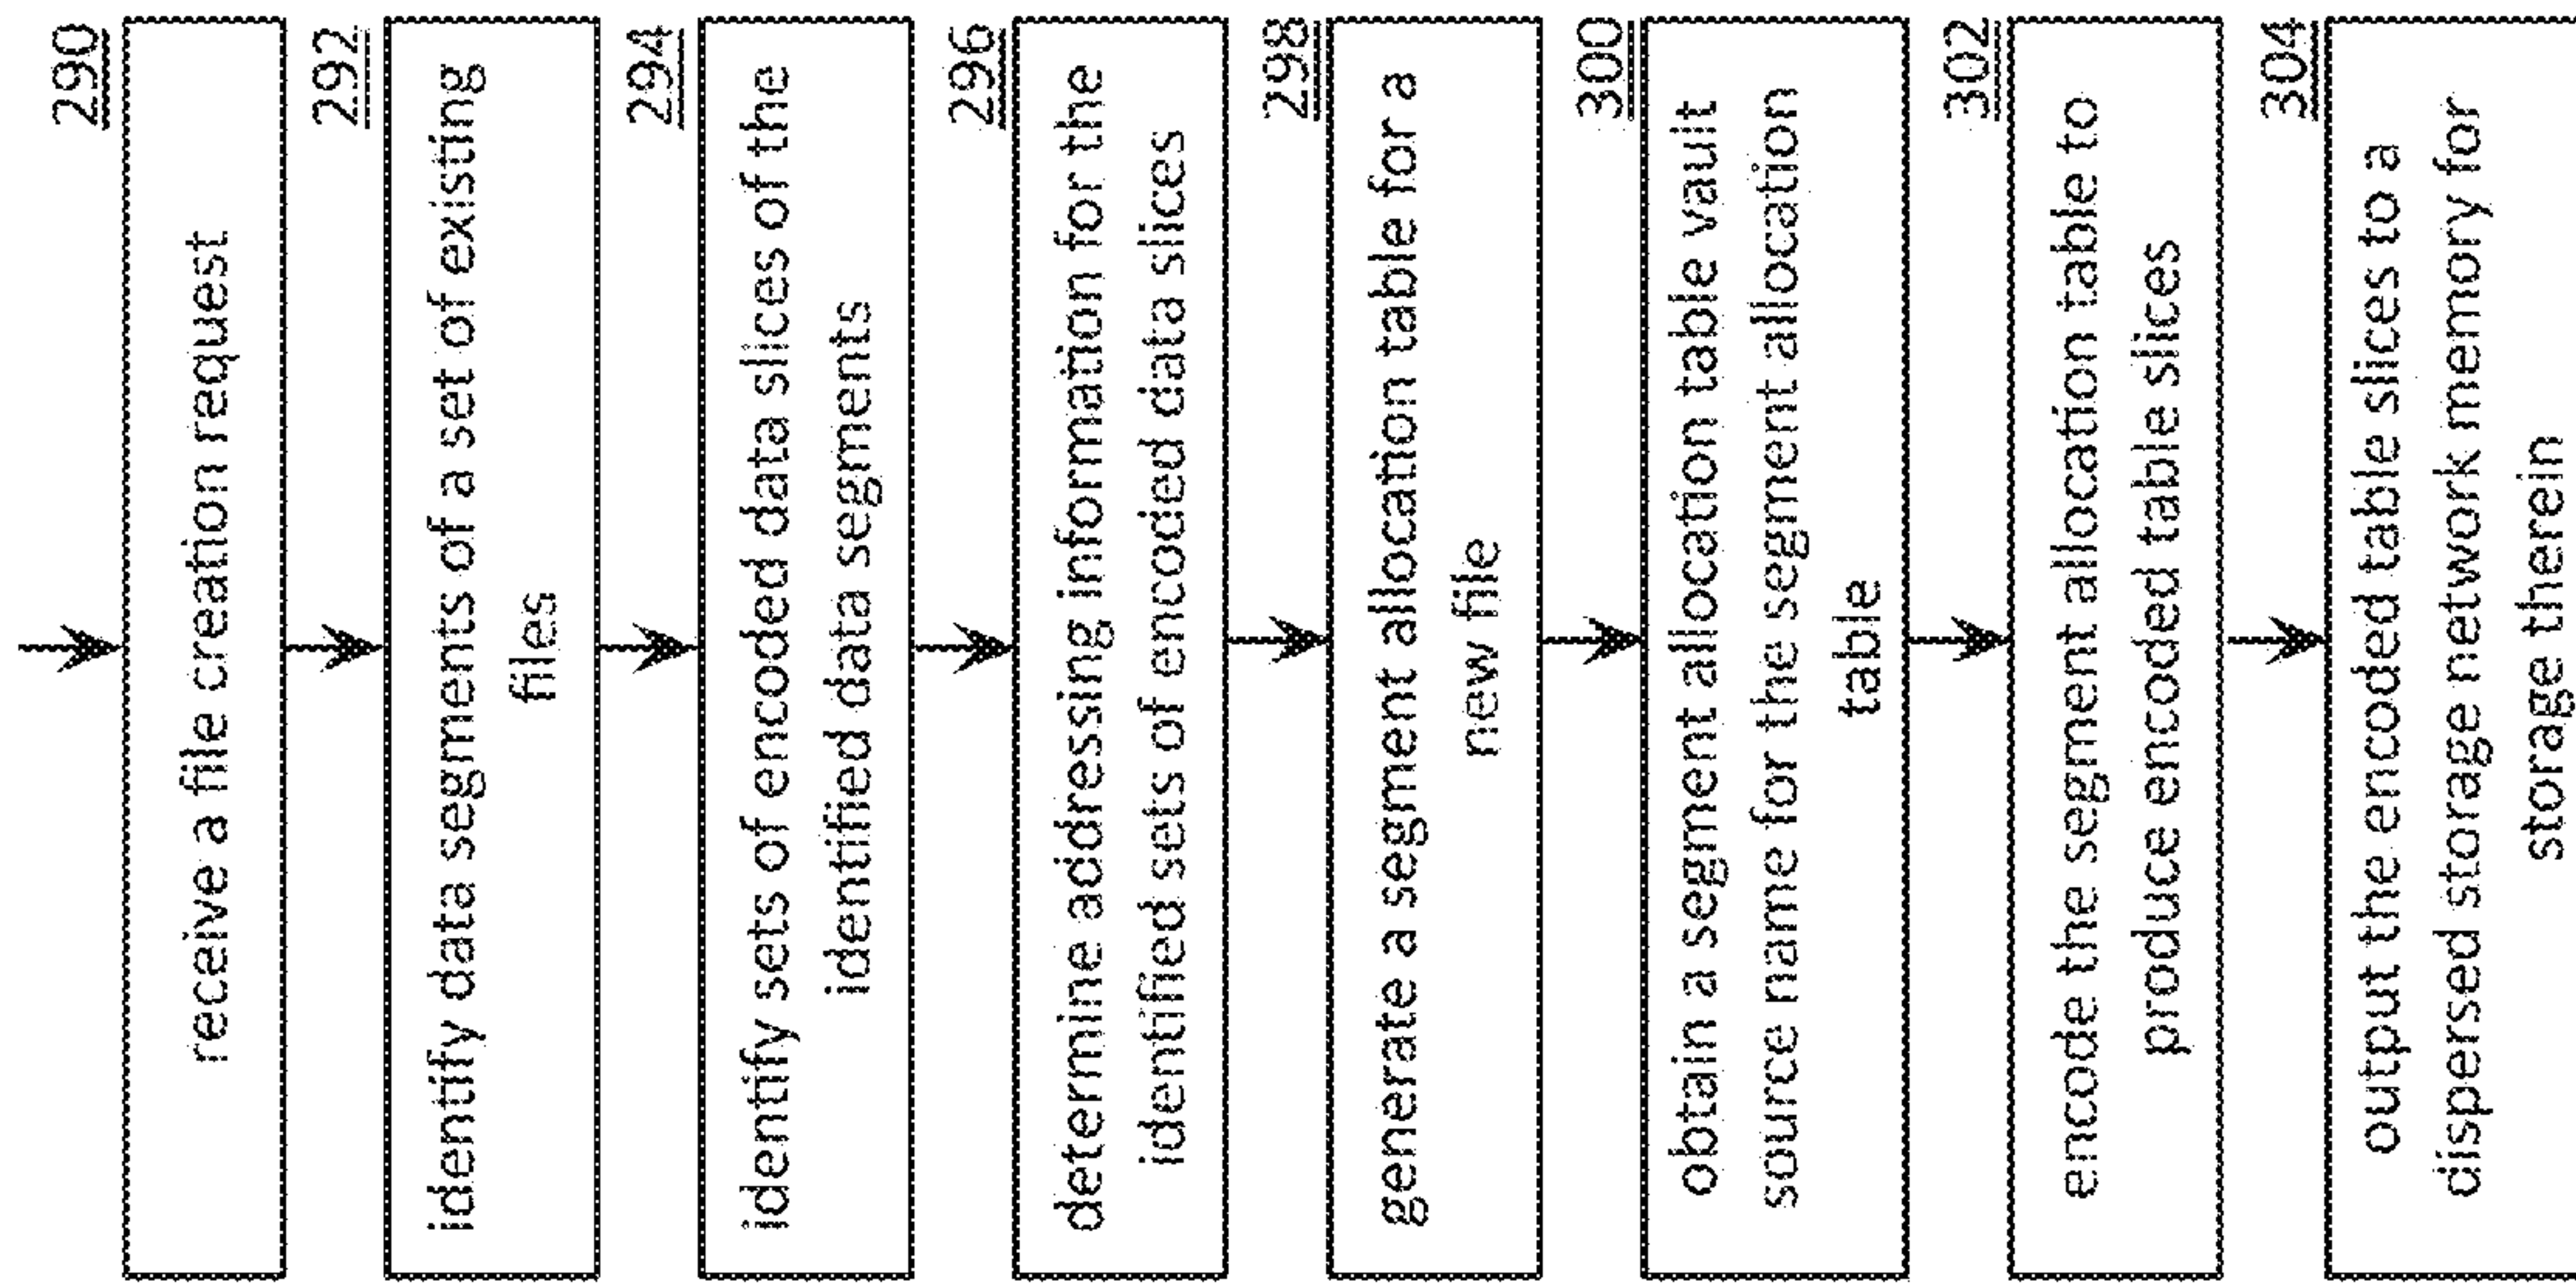 290
receive a file creation request
292
identify data segments of a set of existing
files
294
identify sets of encoded data slices of the
identified data segments
296
determine addressing information for the
identified sets of encoded data slices
298
generate a segment allocation table for a
new file
300
obtain a segment allocation table vault
source name for the segment allocation
table
302
encode the segment allocation table to
produce encoded table slices
304
output the encoded table slices to a
dispersed storage network memory for
storage therein